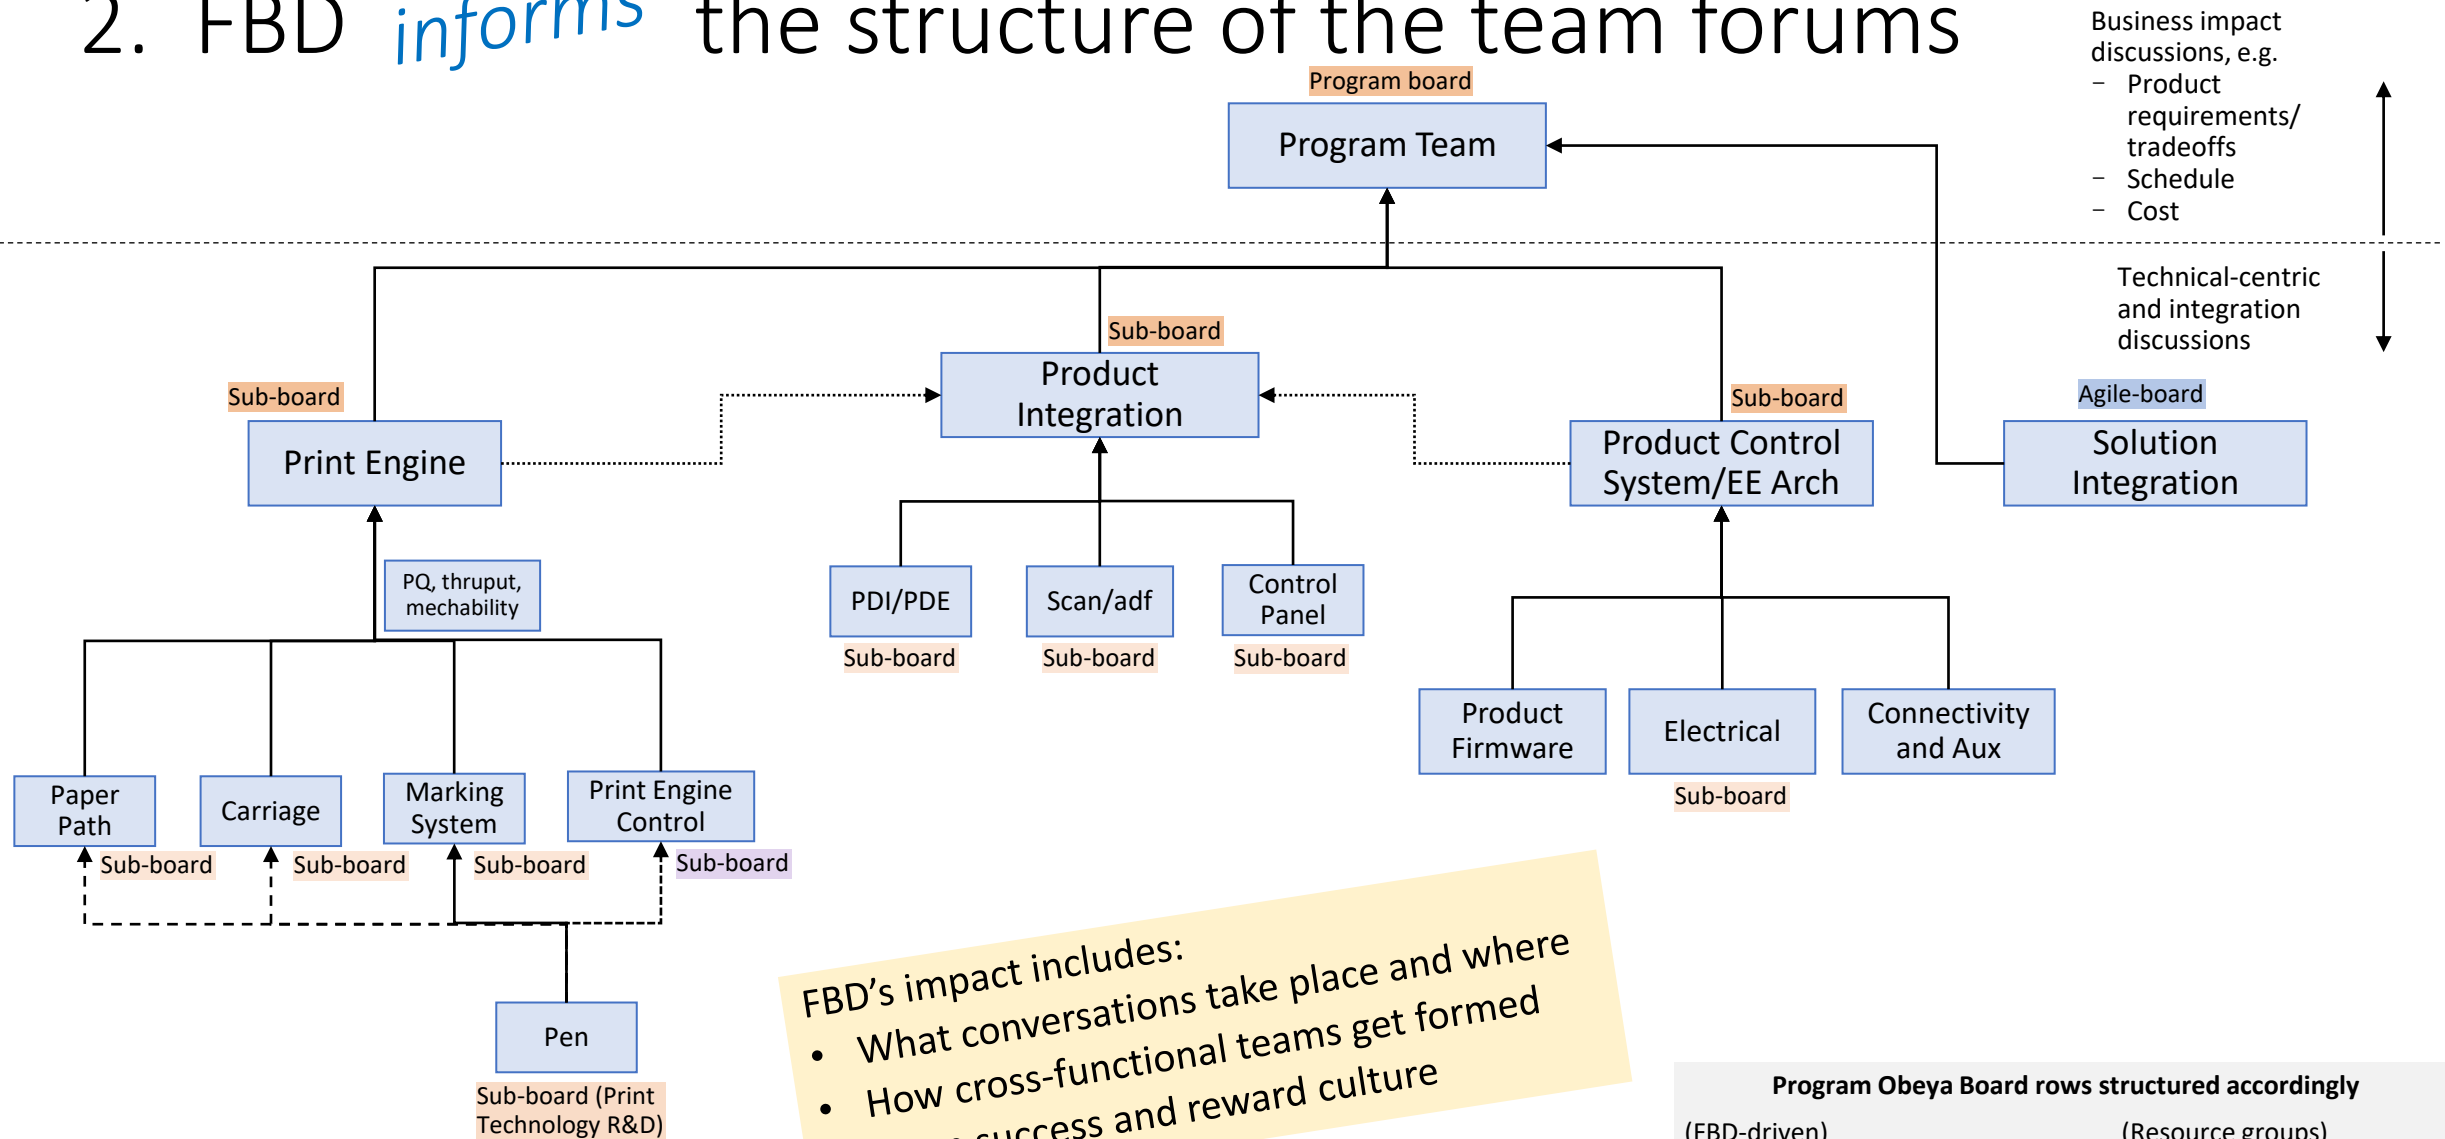 2. FBD informs the structure of the team forums
Business impact
discussions, e.g.
– Product
requirements/
tradeoffs
– Schedule
– Cost
Program board
Program Team
Technical-centric
and integration
discussions
Sub-board
Product
Integration
Sub-board
Print Engine
Sub-board
Product Control
System/EE Arch
Agile-board
Solution
Integration
PQ, thruput,
mechability
PDI/PDE
Sub-board
Scan/adf
Sub-board
Control
Panel
Sub-board
Product
Firmware
Electrical
Sub-board
Connectivity
and Aux
Paper
Path
Sub-board
Carriage
Sub-board
Marking
System
Sub-board
Print Engine
Control
Sub-board
Pen
Sub-board (Print
Technology R&D)
FBD's impact includes:
• What conversations take place and where
• How cross-functional teams get formed
success and reward culture
Program Obeya Board rows structured accordingly
(FBD-driven)
(Resource groups)